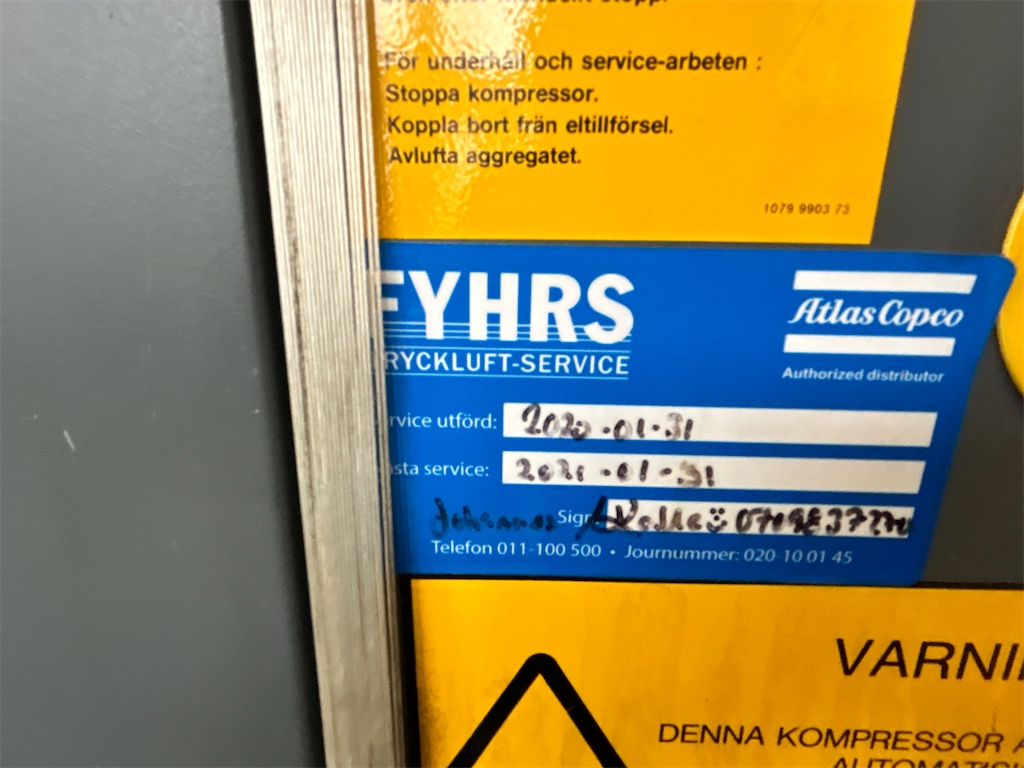 För underhåll och service-arbeten :
Stoppa kompressor.
Koppla bort från eltillförsel.
Avlufta aggregatet.
1079 9903 73
FYHRS
RYCKLUFT-SERVICE
Atlas Copco
Authorized distributor
rvice utförd: 2020-01-31
sta service: 2021-01-31
Johannes Sign
Telefon 011-100 500 • Journummer: 020-10 01 45
VARNI
DENNA KOMPRESSOR